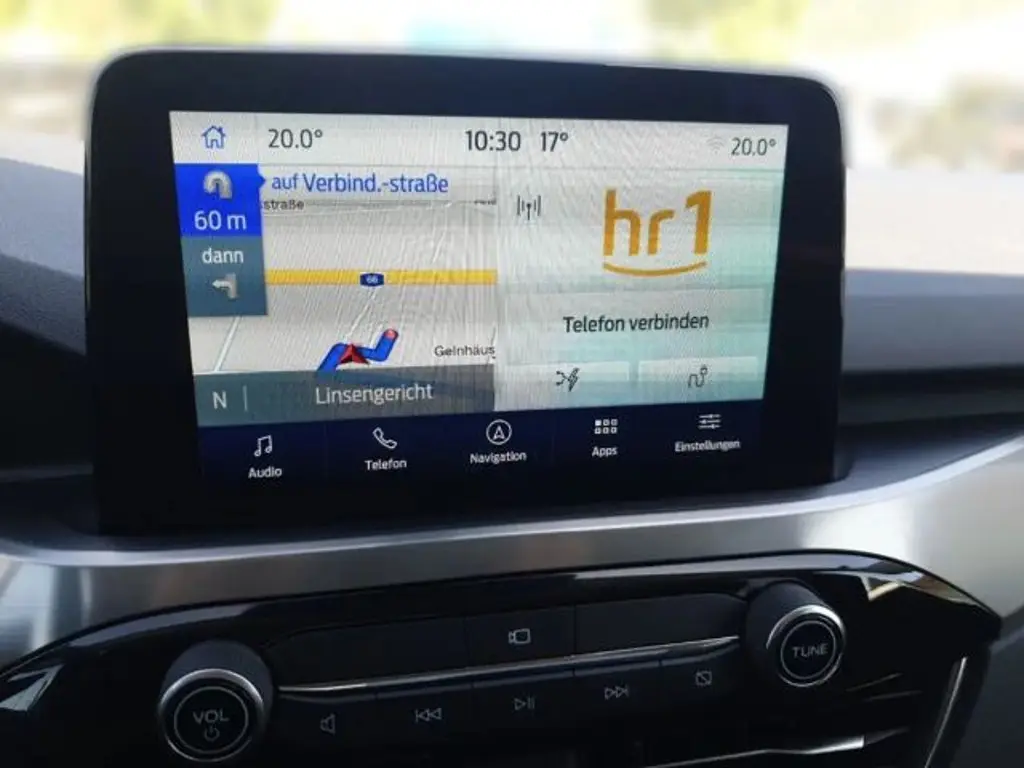 20.0° 10:30 17° 20.0°
auf Verbind.-straße
straße
60 m
dann
66
hr1
Telefon verbinden
Gelnhäus
N Linsengericht
Audio Telefon Navigation Apps Einstellungen
VOL
TUNE